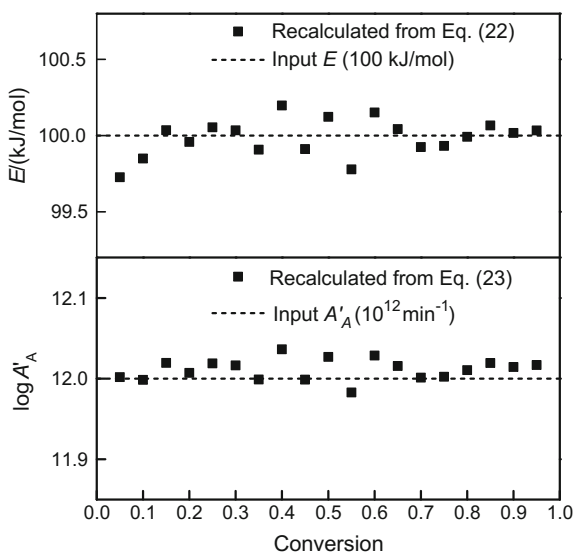 100.5
100.0
99.5
E/(kJ/mol)
Recalculated from Eq. (22)
Input E (100 kJ/mol)
12.1
12.0
11.9
log A'A
Recalculated from Eq. (23)
Input A'A (10¹² min⁻¹)
0.0 0.1 0.2 0.3 0.4 0.5 0.6 0.7 0.8 0.9 1.0
Conversion